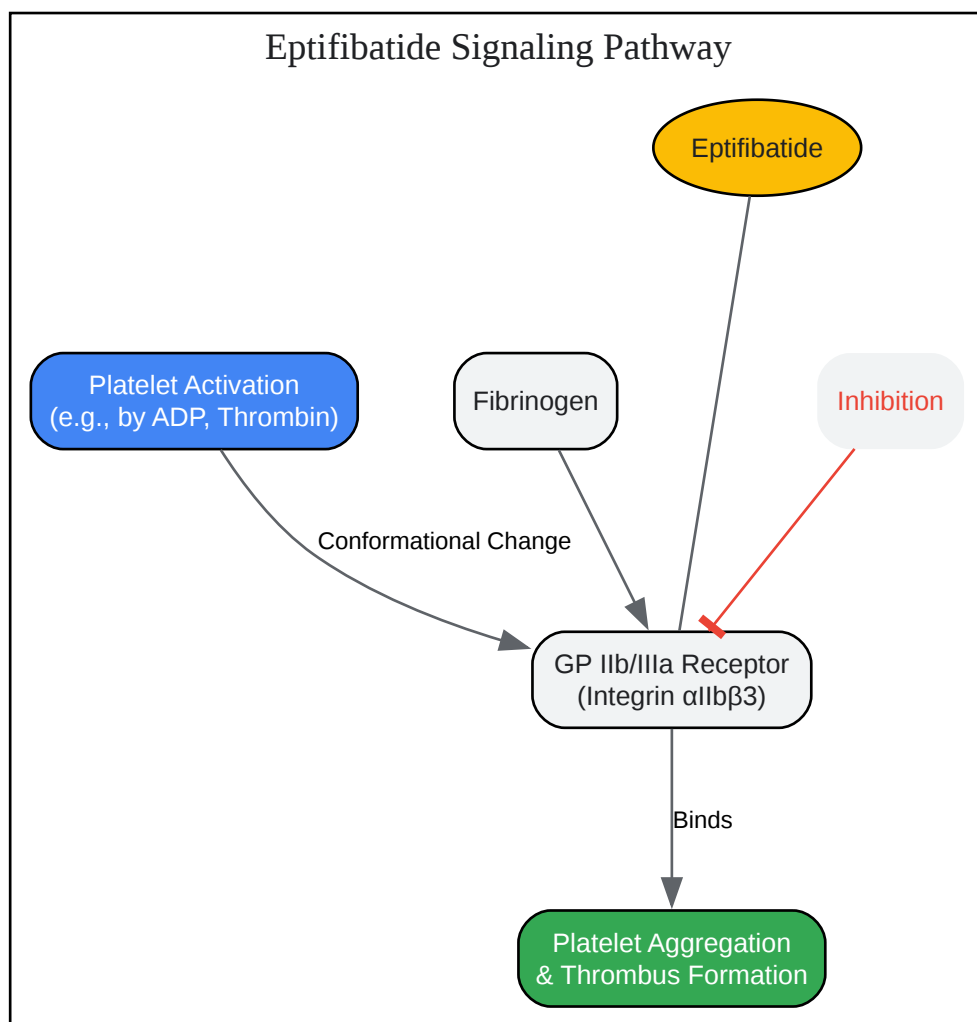 Eptifibatide Signaling Pathway
Eptifibatide
Platelet Activation
(e.g., by ADP, Thrombin)
Fibrinogen
Inhibition
Conformational Change
GP IIb/IIIa Receptor
(Integrin αIIbβ3)
Binds
Platelet Aggregation
& Thrombus Formation